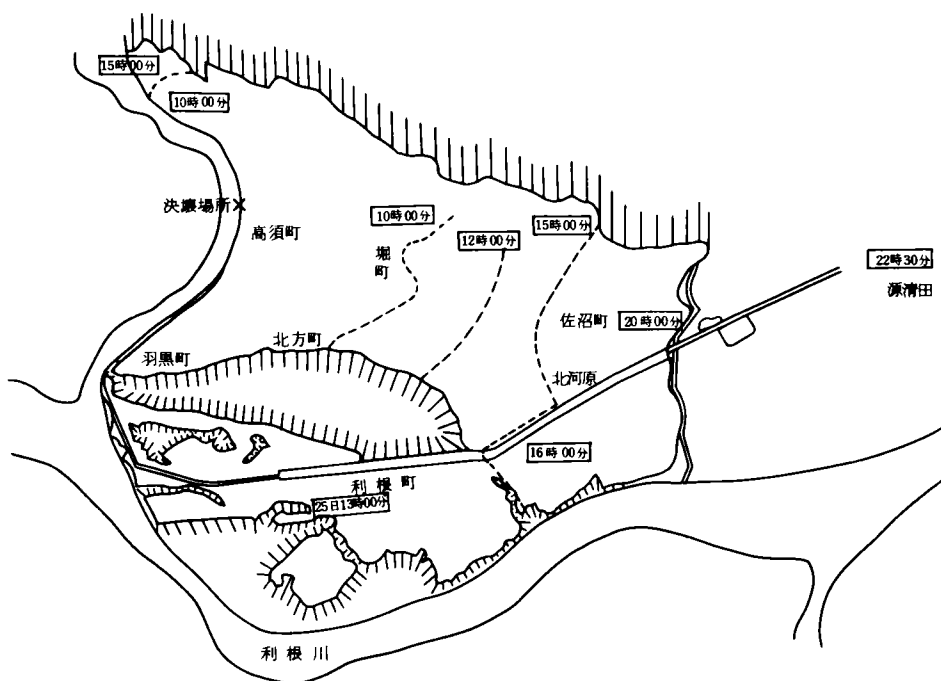 15時00分
10時00分
決壊場所
高須町
10時00分
堀町
12時00分
15時00分
22時30分
源清田
佐沼町
20時00分
北方町
羽黒町
北河原
16時00分
利根町
25日13時00分
利根川